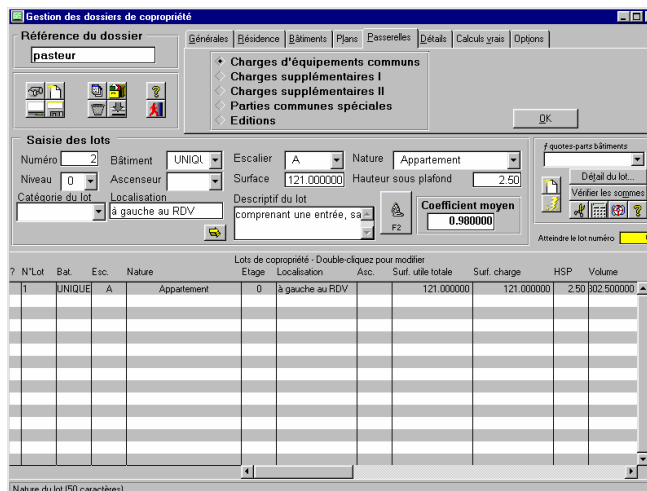 Gestion des dossiers de copropriété
Référence du dossier
pasteur
Générales Résidence Bâtiments Plans Passerelles Détails Calculs vrais Options
Charges d'équipements communs
Charges supplémentaires I
Charges supplémentaires II
Parties communes spéciales
Editions
OK
Saisie des lots
Numéro 2 Bâtiment UNIQU Escalier A Nature Appartement
Niveau 0 Ascenseur Surface 121.000000 Hauteur sous plafond 2.50
Catégorie du lot Localisation Descriptif du lot
à gauche au RDV comprenant une entrée, sa
F2
Coefficient moyen
0.980000
quotes-parts bâtiments
Détail du lot...
Vérifier les sommes
Atteindre le lot numéro
Lots de copropriété - Double-cliquez pour modifier
? N°Lot Bat. Esc. Nature Etage Localisation Asc. Surf. utile totale Surf. charge HSP Volume
1 UNIQUE A Appartement 0 à gauche au RDV 121.000000 121.000000 2.50 302.500000
Nature du lot (50 caractères)